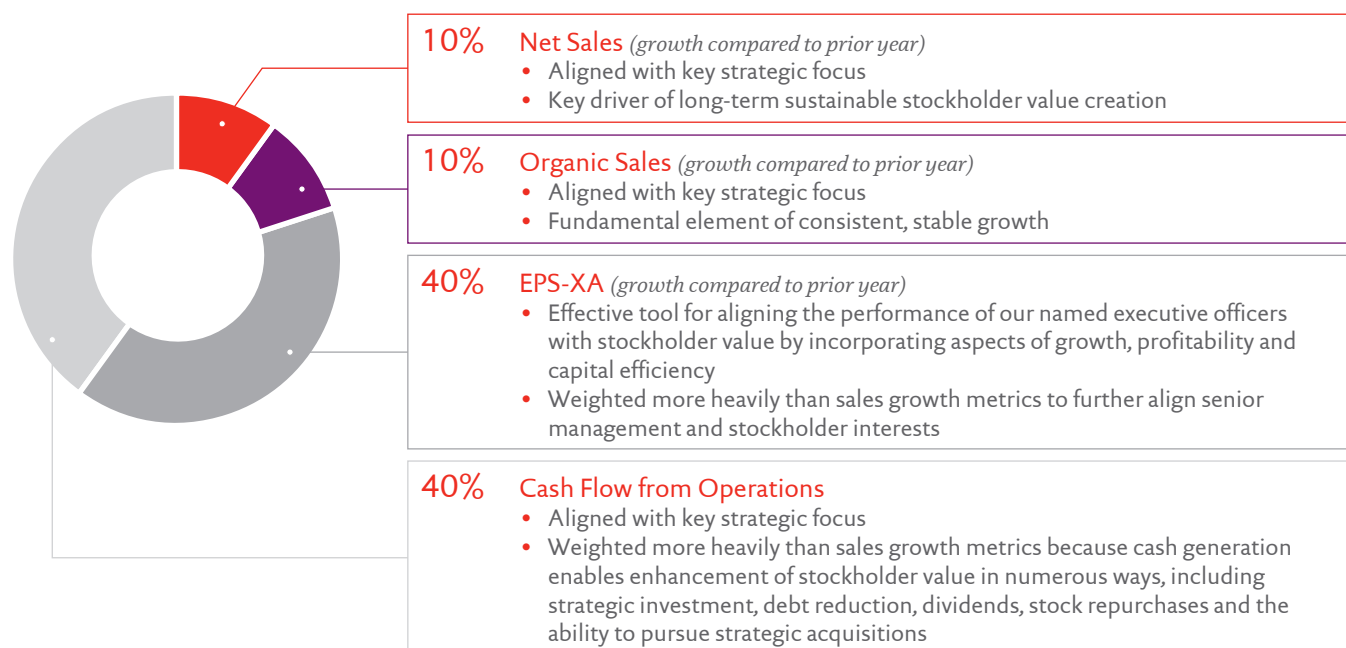 10% Net Sales (growth compared to prior year)
• Aligned with key strategic focus
• Key driver of long-term sustainable stockholder value creation
10% Organic Sales (growth compared to prior year)
• Aligned with key strategic focus
• Fundamental element of consistent, stable growth
40% EPS-XA (growth compared to prior year)
• Effective tool for aligning the performance of our named executive officers
with stockholder value by incorporating aspects of growth, profitability and
capital efficiency
• Weighted more heavily than sales growth metrics to further align senior
management and stockholder interests
40% Cash Flow from Operations
• Aligned with key strategic focus
• Weighted more heavily than sales growth metrics because cash generation
enables enhancement of stockholder value in numerous ways, including
strategic investment, debt reduction, dividends, stock repurchases and the
ability to pursue strategic acquisitions